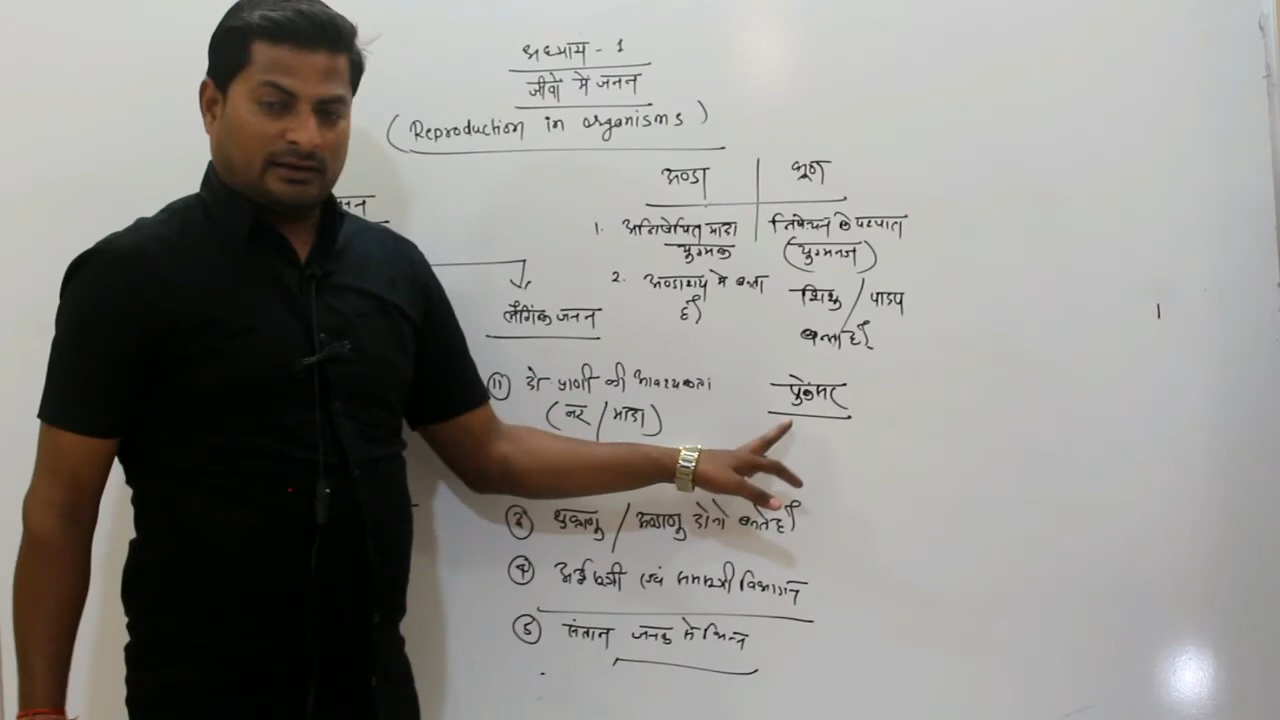 अध्याय - 1
जीवों में जनन
(Reproduction in organisms)
अण्डा | भ्रूण
1. अनिषेचित मादा युग्मक | निषेचन के पश्चात (युग्मनज)
2. अण्डाशय में बनता है | शिशु / पादप बनता है
लैंगिक जनन
① दो प्राणी की आवश्यकता
(नर / मादा)
पुंकेसर
③ शुक्राणु / अण्डाणु दोनों बनते हैं
④ अर्द्धसूत्री एवं समसूत्री विभाजन
⑤ संतान जनक से भिन्न